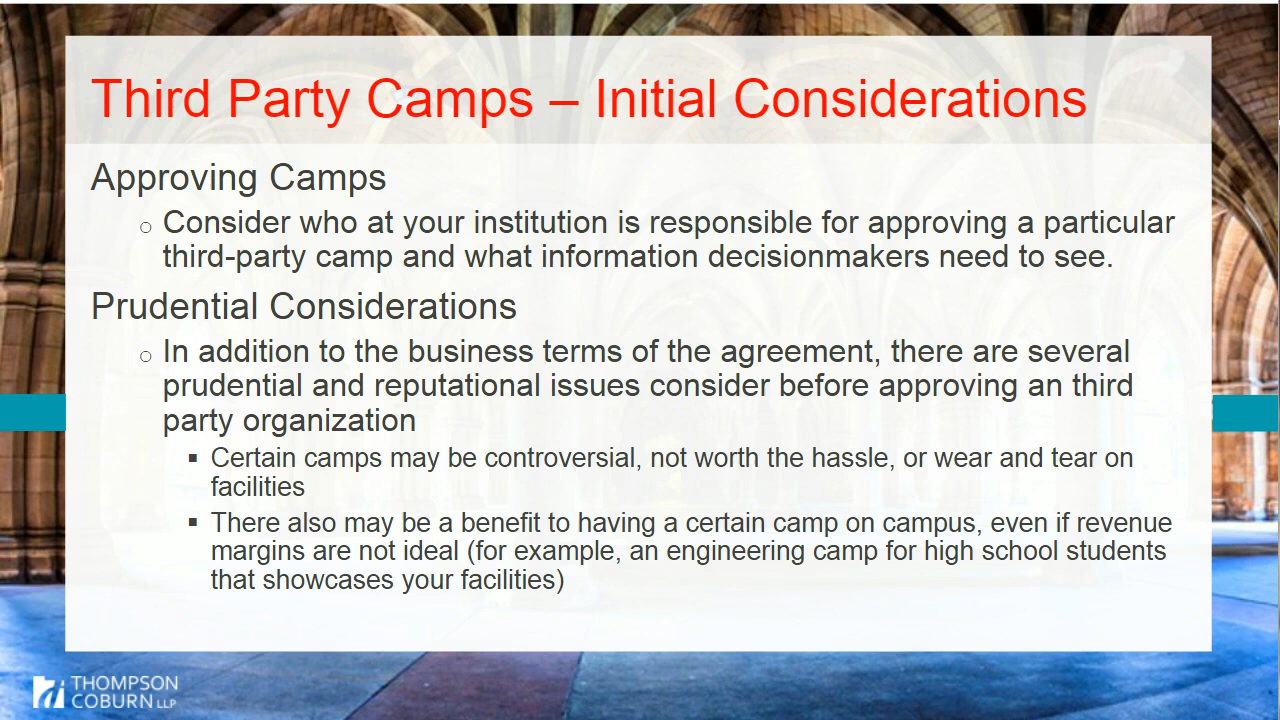 Third Party Camps – Initial Considerations
Approving Camps
○ Consider who at your institution is responsible for approving a particular
third-party camp and what information decisionmakers need to see.
Prudential Considerations
○ In addition to the business terms of the agreement, there are several
prudential and reputational issues consider before approving an third
party organization
▪ Certain camps may be controversial, not worth the hassle, or wear and tear on
facilities
▪ There also may be a benefit to having a certain camp on campus, even if revenue
margins are not ideal (for example, an engineering camp for high school students
that showcases your facilities)
THOMPSON
COBURN LLP